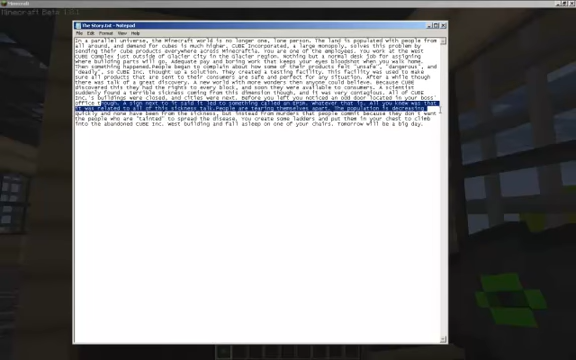 Minecraft
Minecraft Beta 1.3.1
The Story.txt - Notepad
File Edit Format View Help
In a parallel universe, the Minecraft world is no longer one, lone person. The land is populated with people from
all around, and demand for cubes is much higher, CUBE Incorporated, a large monopoly, solves this problem by
sending their cube products everywhere across Minecraftia. You are one of the employees. You work at the west
CUBE Complex just outside of Glacier city in the Glacier region. Nothing but a normal desk job for assigning
where building parts will go. Adequate pay and boring work that keeps your eyes bloodshot when you walk home.
Then something happened.People began to complain about how some of their products felt "unsafe", "dangerous", and
"deadly", so CUBE Inc. thought up a solution. They created a testing facility. This facility was used to make
sure all products that are sent to their consumers are safe and perfect for any situation. After a while though
there was talk of a great discovery. A new world with more wonders then anyone could believe. Because CUBE
discovered this they had the rights to every block, and soon they were available to consumers. A scientist
suddenly found a terrible sickness coming from this dimension though, and it was very contagious. All of CUBE
Inc.'s buildings were closed, and cities were next. Before you left you noticed an odd door located in your boss'
office though. A sign next to it said it led to something called an whatever that is. All you knew was that
it was related to all of this sickness talk.People are tearing themselves apart. The population is decreasing
quickly and none have been from the sickness, but instead from murders that people commit because they don't want
the people who are "tainted" to spread the disease. You create some ladders and put them in your chest to climb
into the abandoned CUBE Inc. west building and fall asleep on one of your chairs. Tomorrow will be a big day.